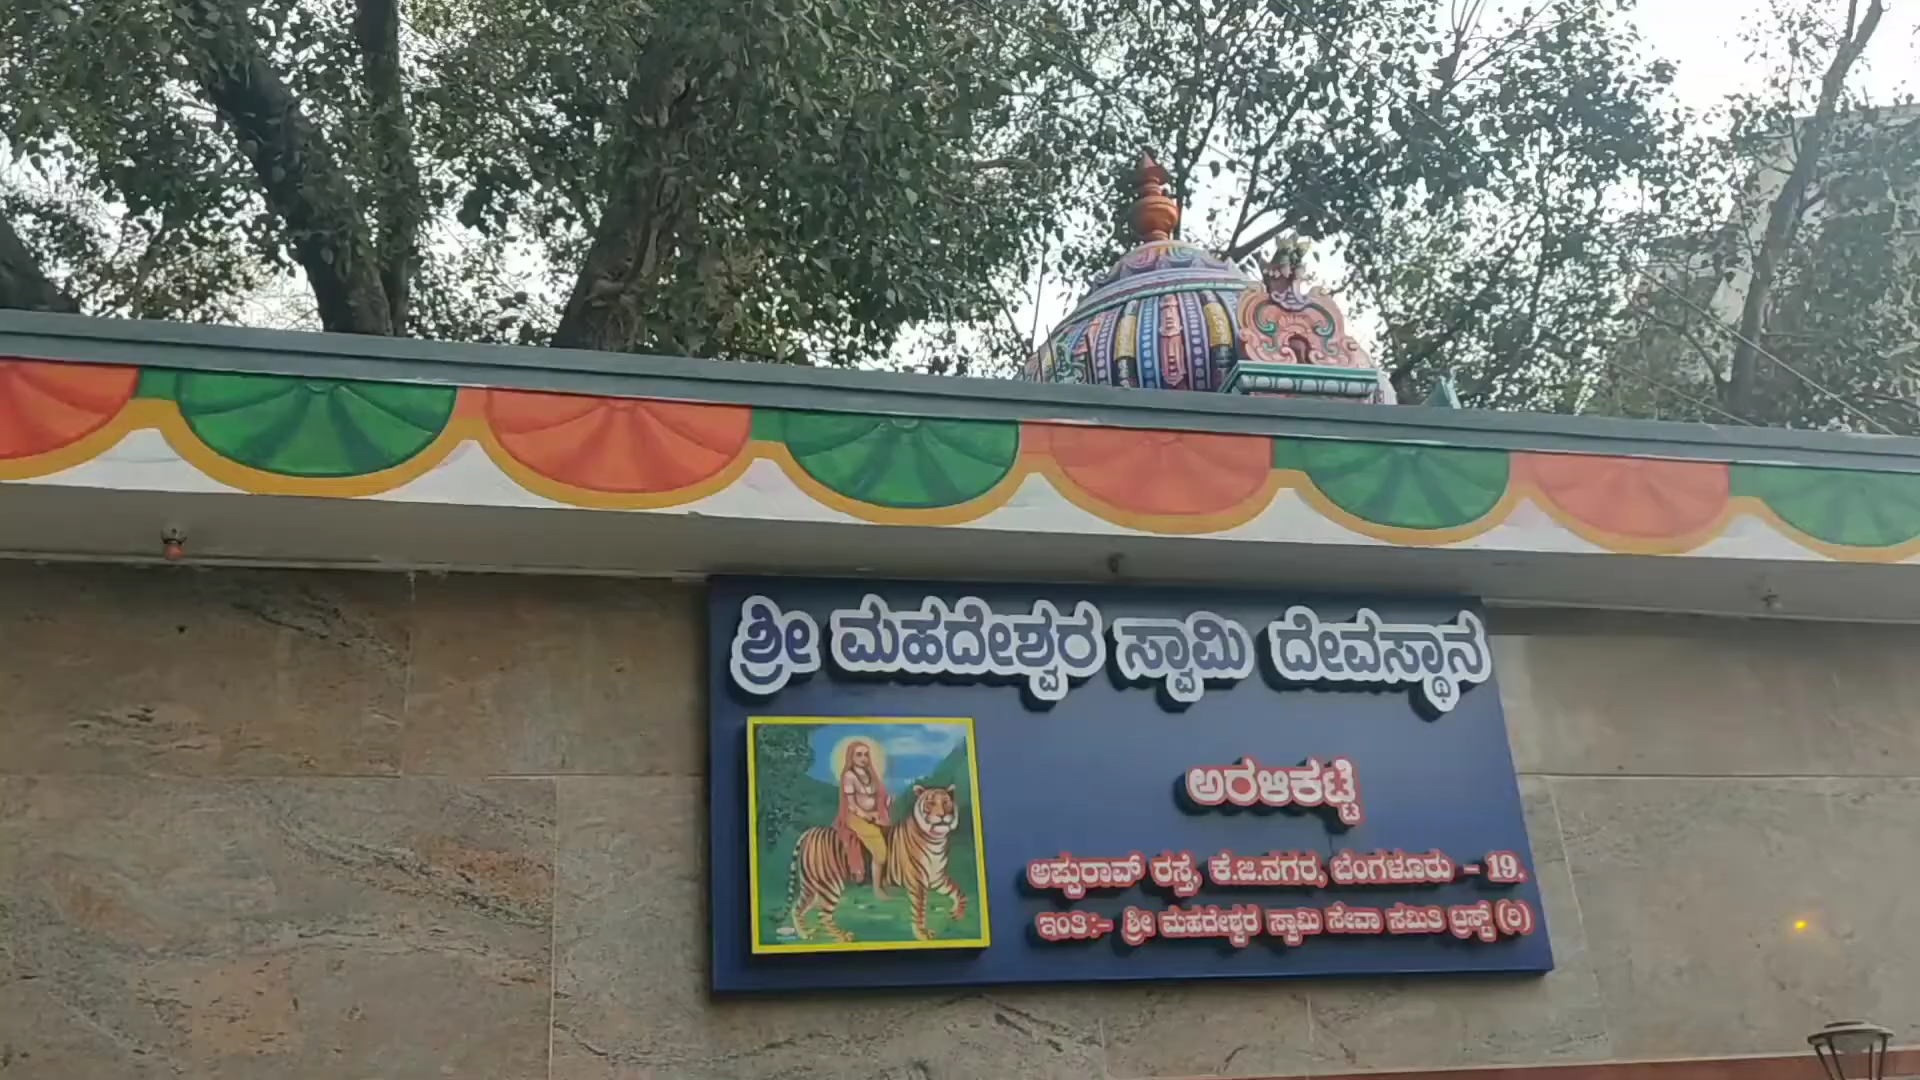 ಶ್ರೀ ಮಹದೇಶ್ವರ ಸ್ವಾಮಿ ದೇವಸ್ಥಾನ
ಅರಳಿಕಟ್ಟೆ
ಅಪ್ಪುರಾವ್ ರಸ್ತೆ, ಕೆ.ಜಿ.ನಗರ, ಬೆಂಗಳೂರು – 19.
ಇಂತಿ:- ಶ್ರೀ ಮಹದೇಶ್ವರ ಸ್ವಾಮಿ ಸೇವಾ ಸಮಿತಿ ಟ್ರಸ್ಟ್ (ರಿ)